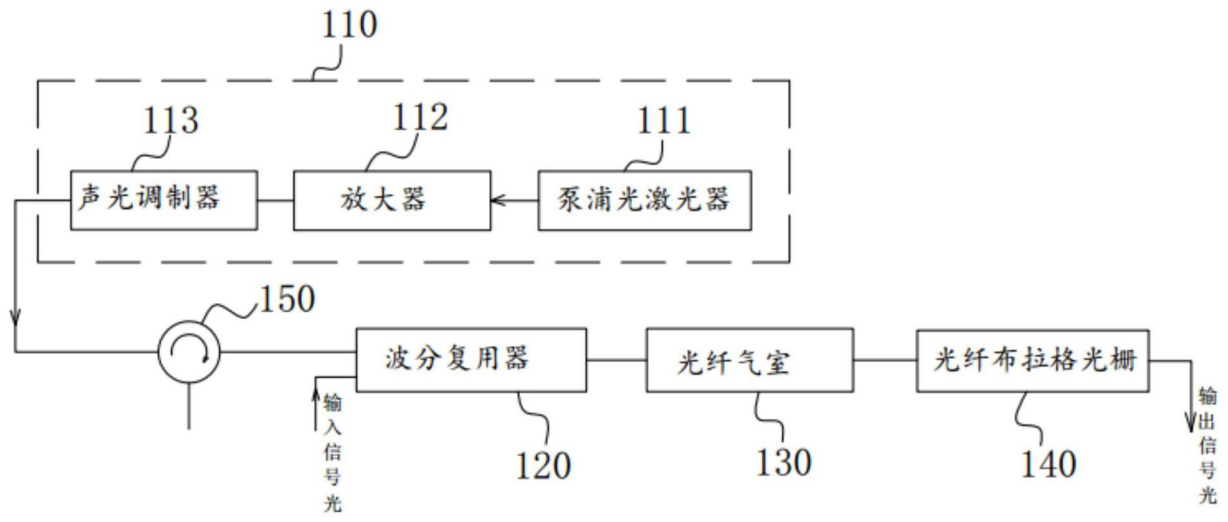 110
113
112
111
声光调制器
放大器
泵浦光激光器
150
波分复用器
光纤气室
光纤布拉格光栅
输入信号光
输出信号光
120
130
140